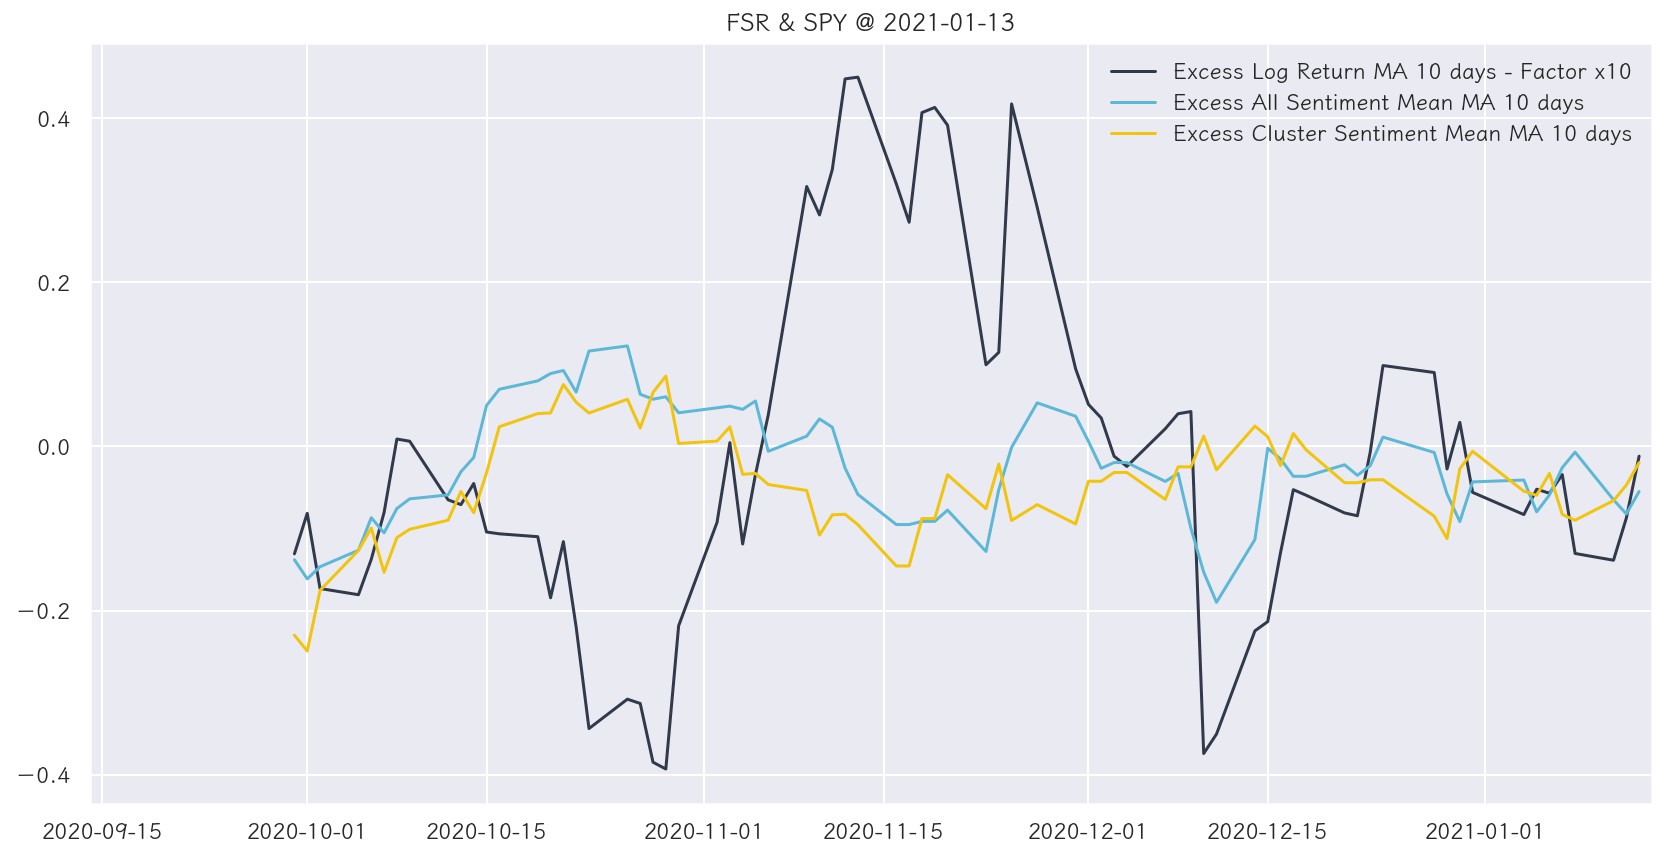 FSR & SPY @ 2021-01-13
Excess Log Return MA 10 days - Factor x10
Excess All Sentiment Mean MA 10 days
Excess Cluster Sentiment Mean MA 10 days
0.4
0.2
0.0
−0.2
−0.4
2020-09-15 2020-10-01 2020-10-15 2020-11-01 2020-11-15 2020-12-01 2020-12-15 2021-01-01